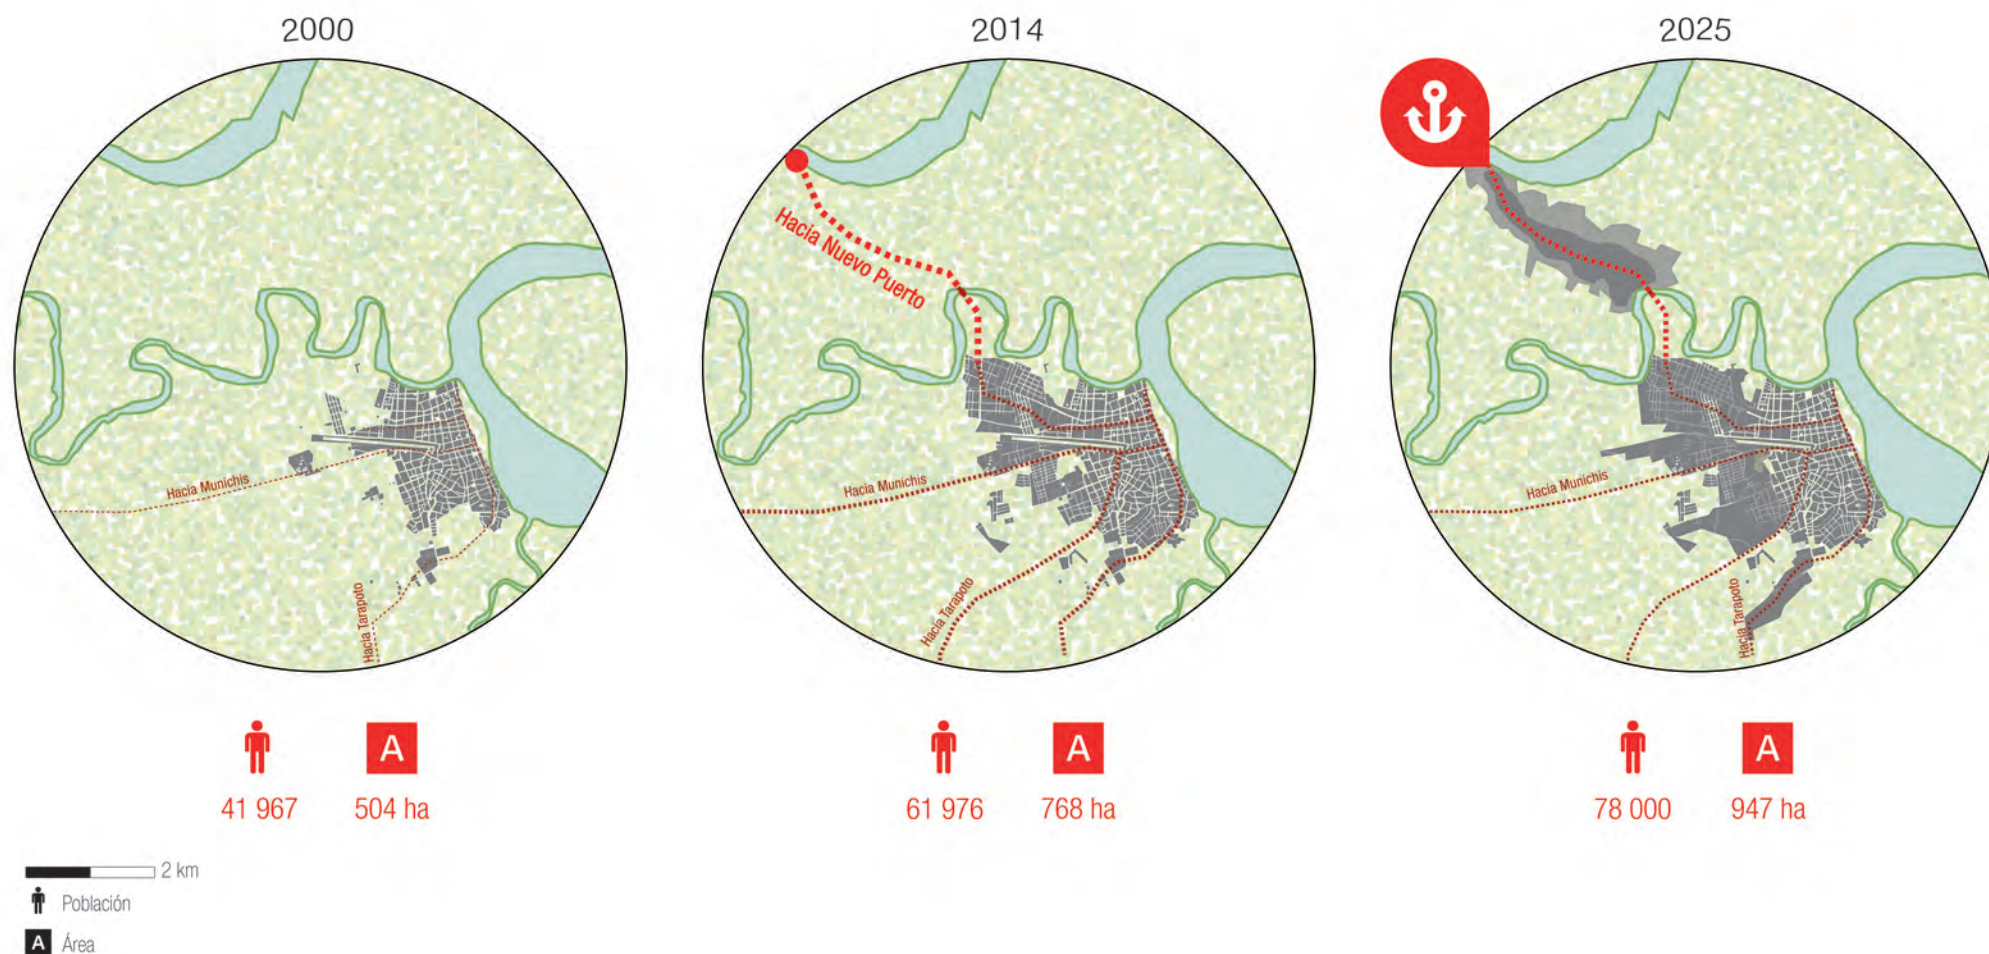 2000
2014
2025
Hacia Munichis
Hacia Tarapoto
Hacia Nuevo Puerto
Hacia Munichis
Hacia Tarapoto
Hacia Munichis
Hacia Tarapoto
A
A
A
41 967
504 ha
61 976
768 ha
78 000
947 ha
2 km
Población
A Área